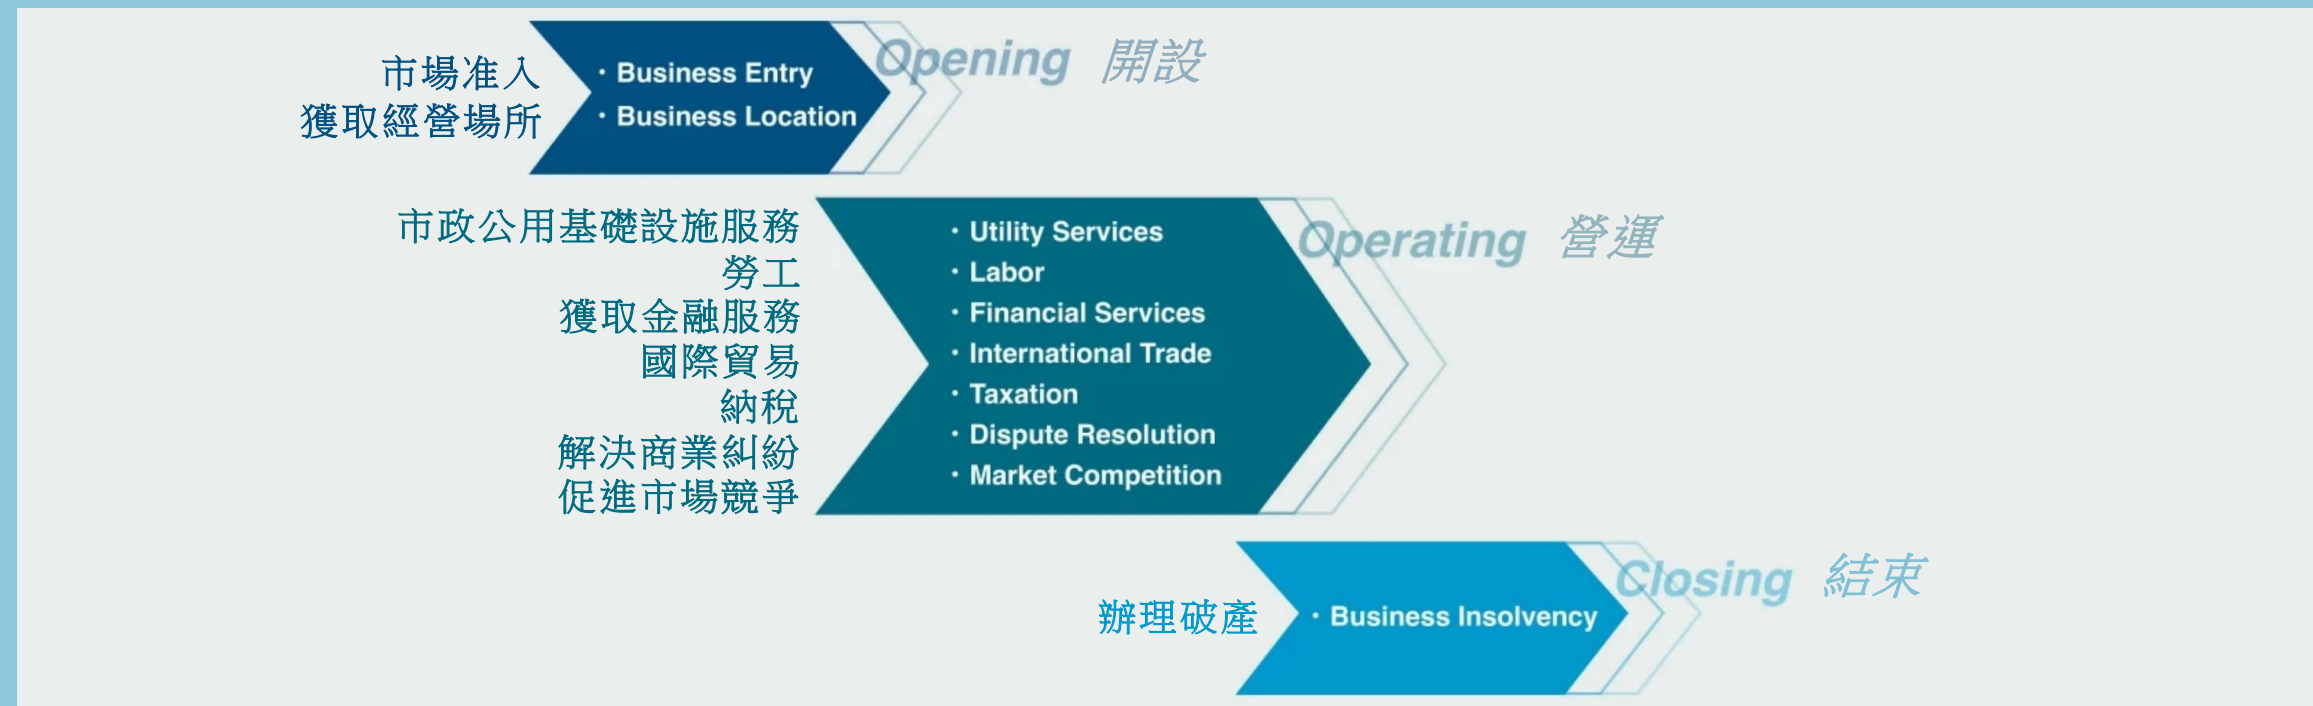 市場准入
獲取經營場所
· Business Entry
· Business Location
Opening 開設
市政公用基礎設施服務
勞工
獲取金融服務
國際貿易
納稅
解決商業糾紛
促進市場競爭
· Utility Services
· Labor
· Financial Services
· International Trade
· Taxation
· Dispute Resolution
· Market Competition
Operating 營運
辦理破產
· Business Insolvency
Closing 結束